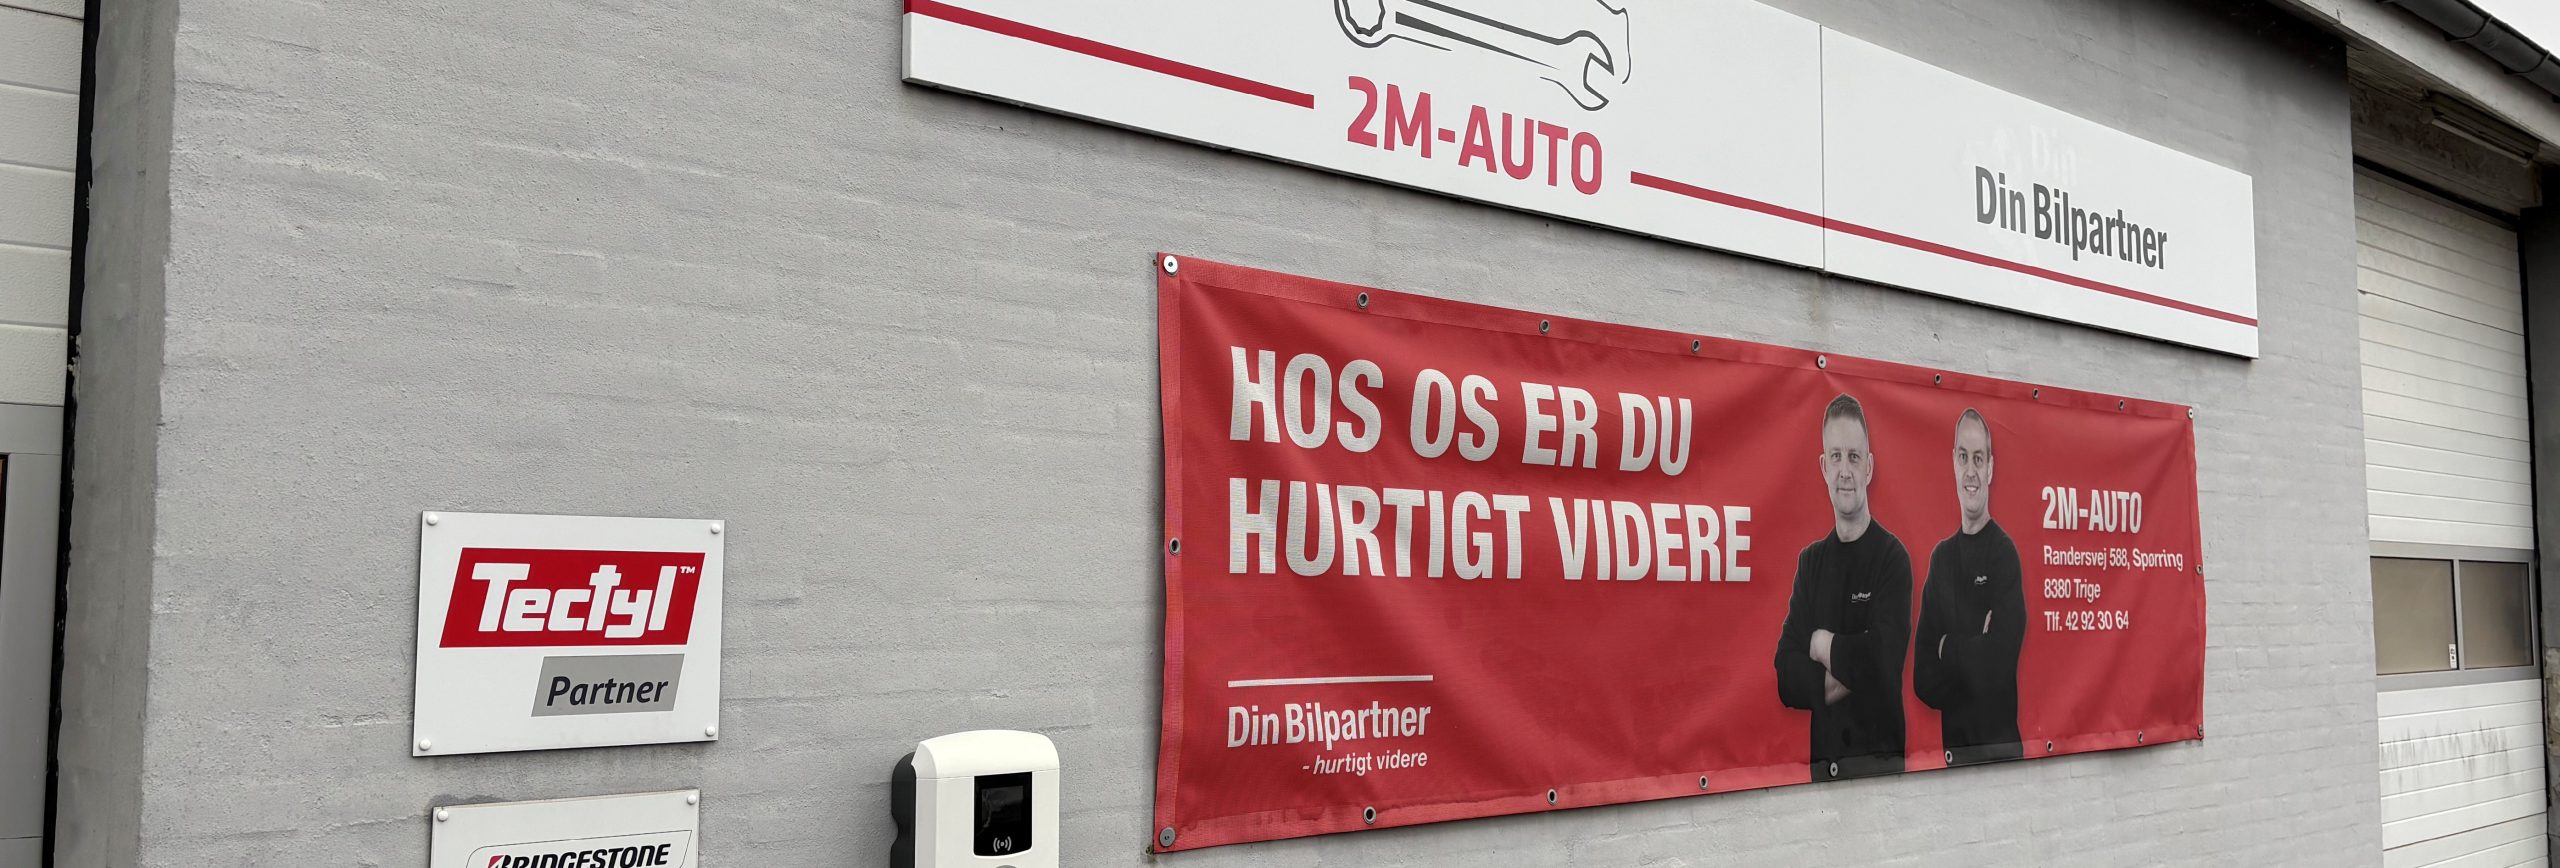 2M-AUTO
Din Bilpartner
HOS OS ER DU
HURTIGT VIDERE
Din Bilpartner
- hurtigt videre
2M-AUTO
Randersvej 588, Spørring
8380 Trige
Tlf. 42 92 30 64
Tectyl™
Partner
BRIDGESTONE